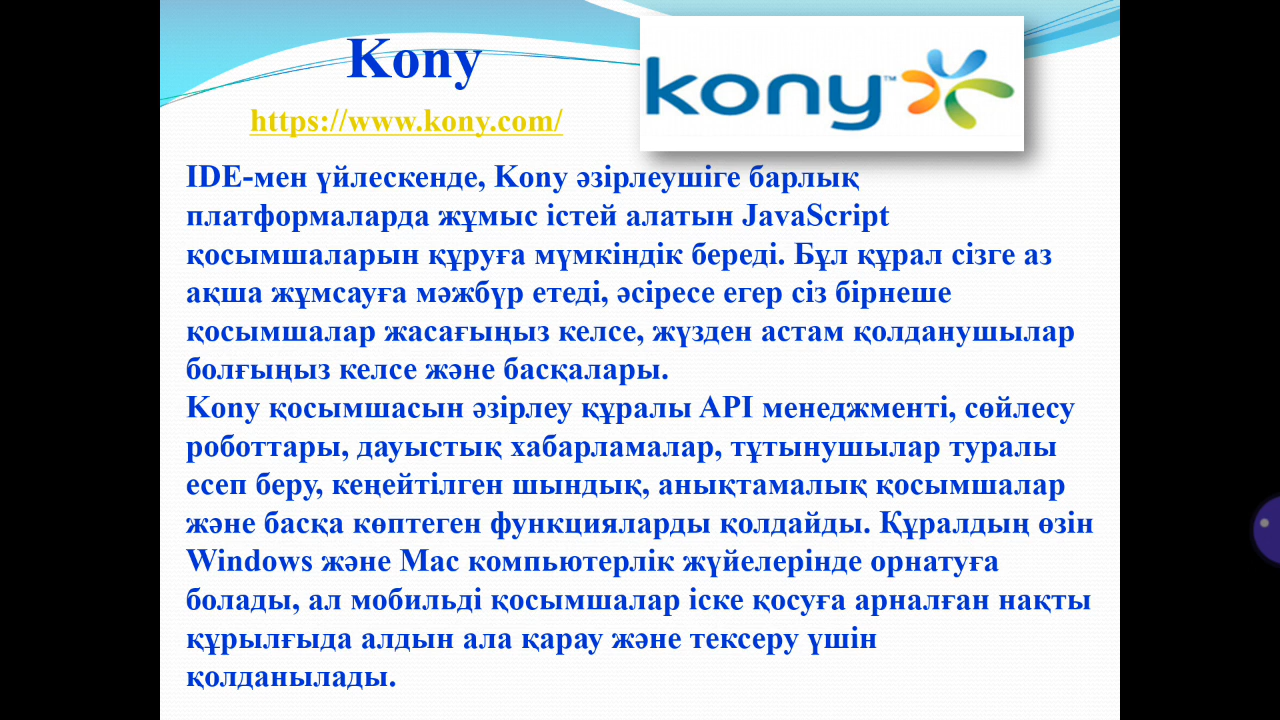 Kony
kony™
https://www.kony.com/
IDE-мен үйлескенде, Kony әзірлеушіге барлық
платформаларда жұмыс істей алатын JavaScript
қосымшаларын құруға мүмкіндік береді. Бұл құрал сізге аз
ақша жұмсауға мәжбүр етеді, әсіресе егер сіз бірнеше
қосымшалар жасағыңыз келсе, жүзден астам қолданушылар
болғыңыз келсе және басқалары.
Kony қосымшасын әзірлеу құралы API менеджменті, сөйлесу
роботтары, дауыстық хабарламалар, тұтынушылар туралы
есеп беру, кеңейтілген шындық, анықтамалық қосымшалар
және басқа көптеген функцияларды қолдайды. Құралдың өзін
Windows және Mac компьютерлік жүйелерінде орнатуға
болады, ал мобильді қосымшалар іске қосуға арналған нақты
құрылғыда алдын ала қарау және тексеру үшін
қолданылады.